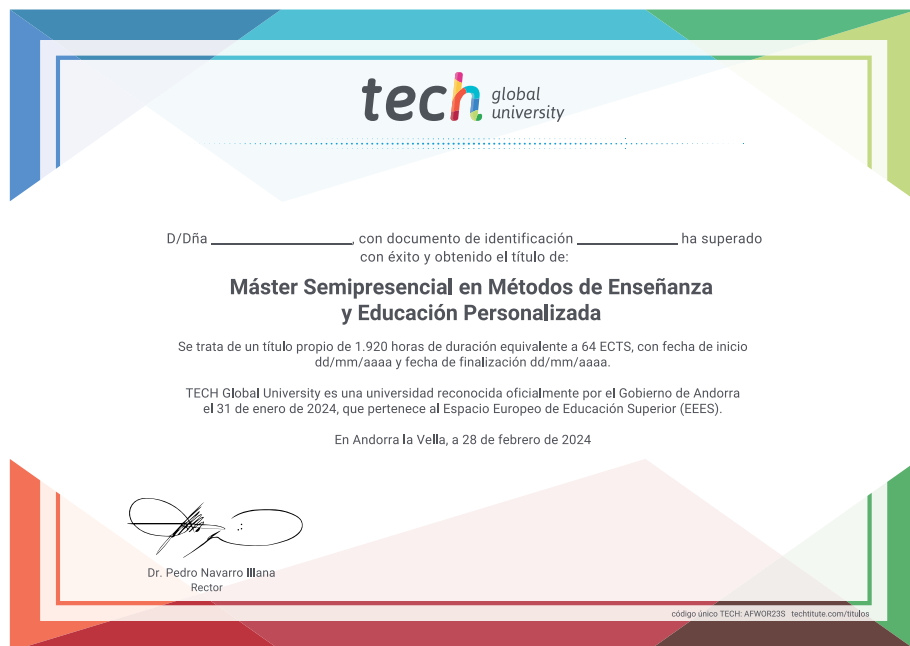 tech global university
D/Dña ________________, con documento de identificación ____________ ha superado
con éxito y obtenido el título de:
Máster Semipresencial en Métodos de Enseñanza
y Educación Personalizada
Se trata de un título propio de 1.920 horas de duración equivalente a 64 ECTS, con fecha de inicio
dd/mm/aaaa y fecha de finalización dd/mm/aaaa.
TECH Global University es una universidad reconocida oficialmente por el Gobierno de Andorra
el 31 de enero de 2024, que pertenece al Espacio Europeo de Educación Superior (EEES).
En Andorra la Vella, a 28 de febrero de 2024
Dr. Pedro Navarro Illana
Rector
código único TECH: AFWOR23S techtitute.com/titulos